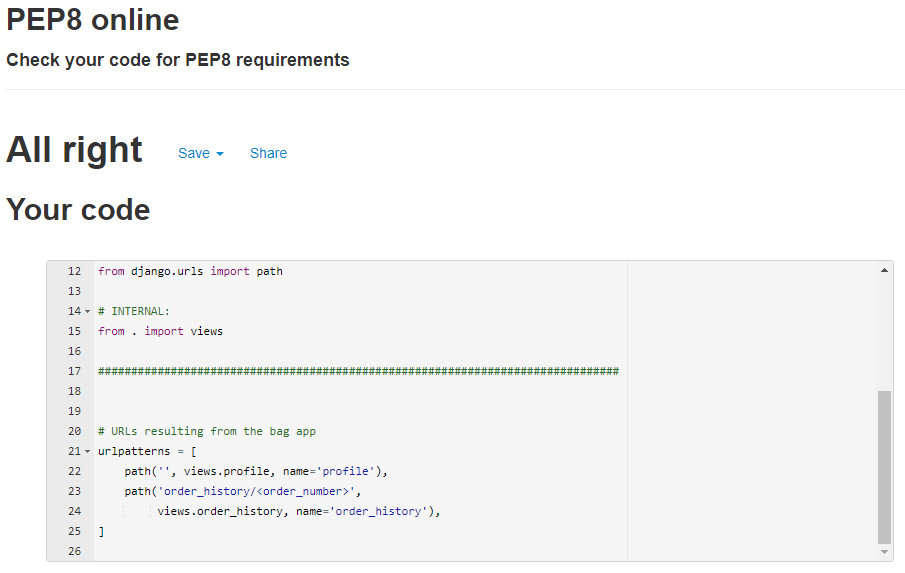 PEP8 online
Check your code for PEP8 requirements
All right Save Share
Your code
12 from django.urls import path
13
14 # INTERNAL:
15 from . import views
16
17 ###############################################################################
18
19
20 # URLs resulting from the bag app
21 urlpatterns = [
22     path('', views.profile, name='profile'),
23     path('order_history/<order_number>',
24          views.order_history, name='order_history'),
25 ]
26